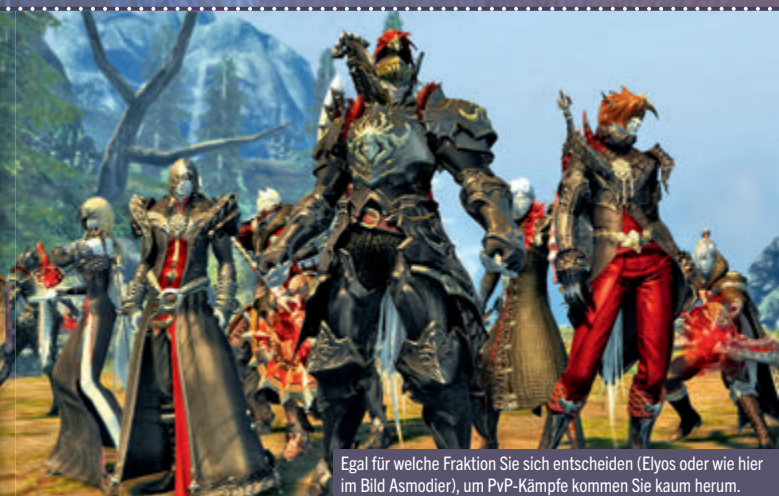 Egal für welche Fraktion Sie sich entscheiden (Elyos oder wie hier
im Bild Asmodier), um PvP-Kämpfe kommen Sie kaum herum.